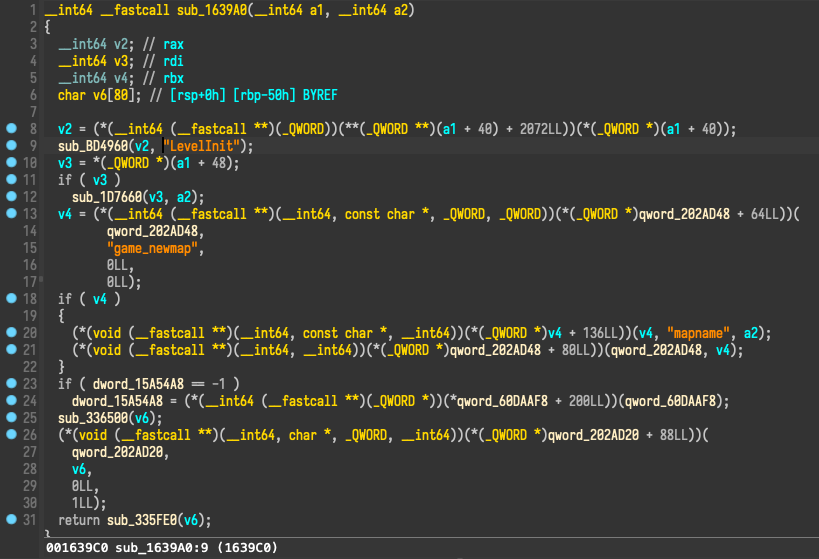 1 __int64 __fastcall sub_1639A0(__int64 a1, __int64 a2)
2 {
3   __int64 v2; // rax
4   __int64 v3; // rdi
5   __int64 v4; // rbx
6   char v6[80]; // [rsp+0h] [rbp-50h] BYREF
7
8   v2 = (*(__int64 (__fastcall **)(_QWORD))(**(_QWORD **)(a1 + 40) + 2072LL))(*(_QWORD *)(a1 + 40));
9   sub_BD4960(v2, "LevelInit");
10   v3 = *(_QWORD *)(a1 + 48);
11   if ( v3 )
12     sub_1D7660(v3, a2);
13   v4 = (*(__int64 (__fastcall **)(__int64, const char *, _QWORD, _QWORD))(*(_QWORD *)qword_202AD48 + 64LL))(
14         qword_202AD48,
15         "game_newmap",
16         0LL,
17         0LL);
18   if ( v4 )
19   {
20     (*(void (__fastcall **)(__int64, const char *, __int64))(*(_QWORD *)v4 + 136LL))(v4, "mapname", a2);
21     (*(void (__fastcall **)(__int64, __int64))(*(_QWORD *)qword_202AD48 + 80LL))(qword_202AD48, v4);
22   }
23   if ( dword_15A54A8 == -1 )
24     dword_15A54A8 = (*(__int64 (__fastcall **)(_QWORD *))(*qword_60DAAF8 + 200LL))(qword_60DAAF8);
25   sub_336500(v6);
26   (*(void (__fastcall **)(__int64, char *, _QWORD, __int64))(*(_QWORD *)qword_202AD20 + 88LL))(
27     qword_202AD20,
28     v6,
29     0LL,
30     1LL);
31   return sub_335FE0(v6);
}
001639C0 sub_1639A0:9 (1639C0)